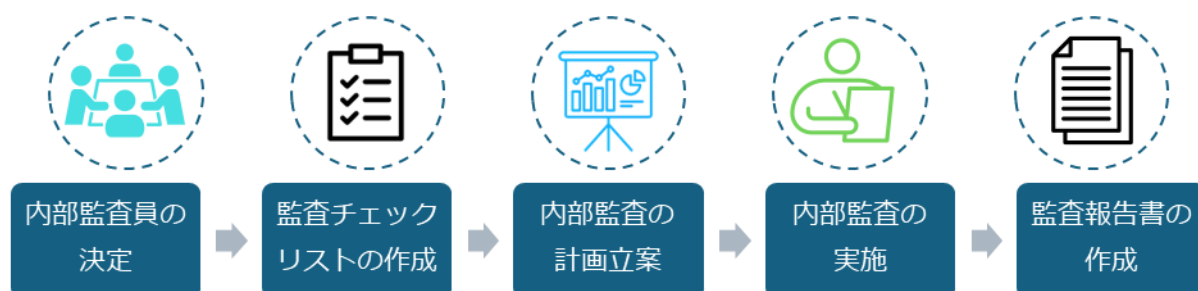 内部監査員の
決定
監査チェック
リストの作成
内部監査の
計画立案
内部監査の
実施
監査報告書の
作成